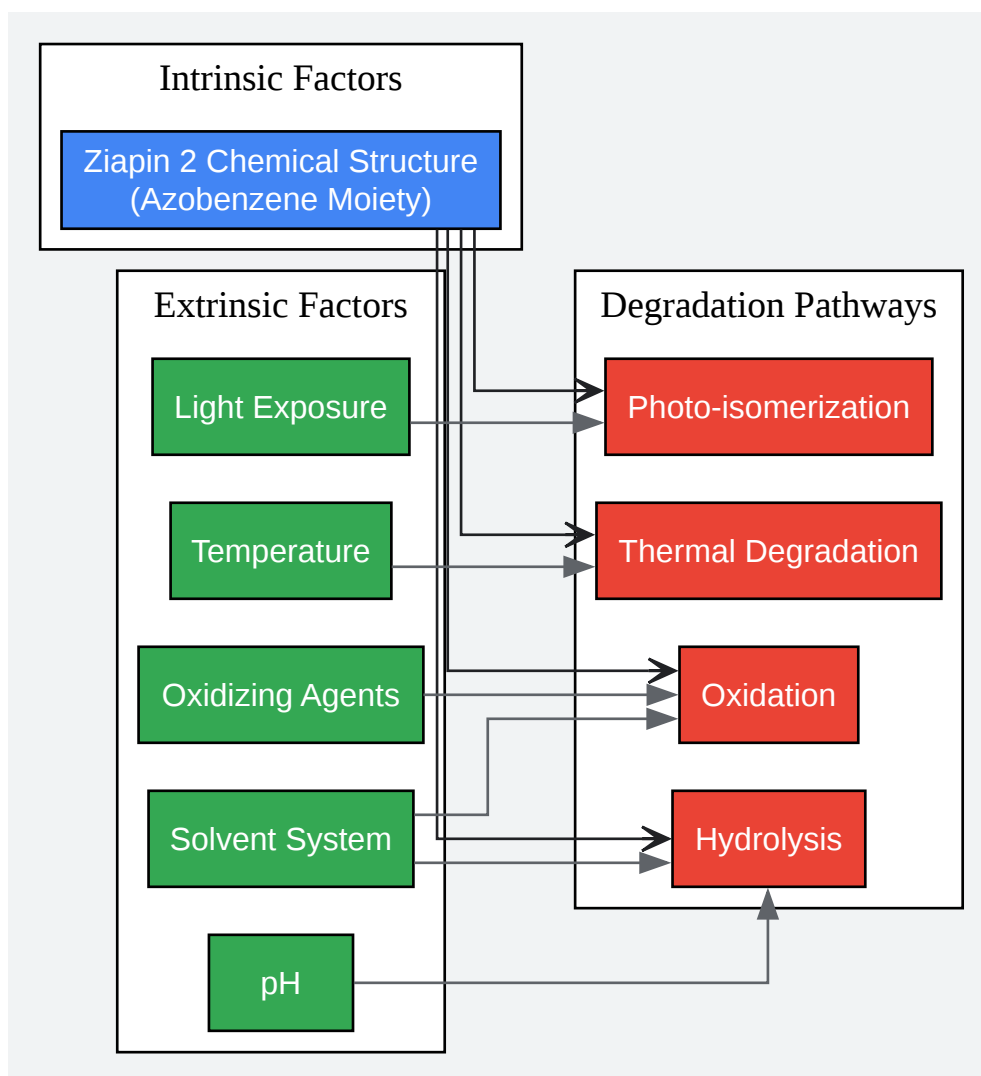 Intrinsic Factors
Ziapin 2 Chemical Structure
(Azobenzene Moiety)
Extrinsic Factors
Light Exposure
Temperature
Oxidizing Agents
Solvent System
pH
Degradation Pathways
Photo-isomerization
Thermal Degradation
Oxidation
Hydrolysis